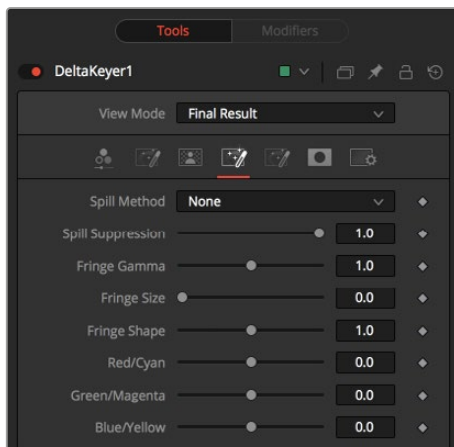 Tools Modifiers
DeltaKeyer1
View Mode Final Result
Spill Method None
Spill Suppression 1.0
Fringe Gamma 1.0
Fringe Size 0.0
Fringe Shape 1.0
Red/Cyan 0.0
Green/Magenta 0.0
Blue/Yellow 0.0